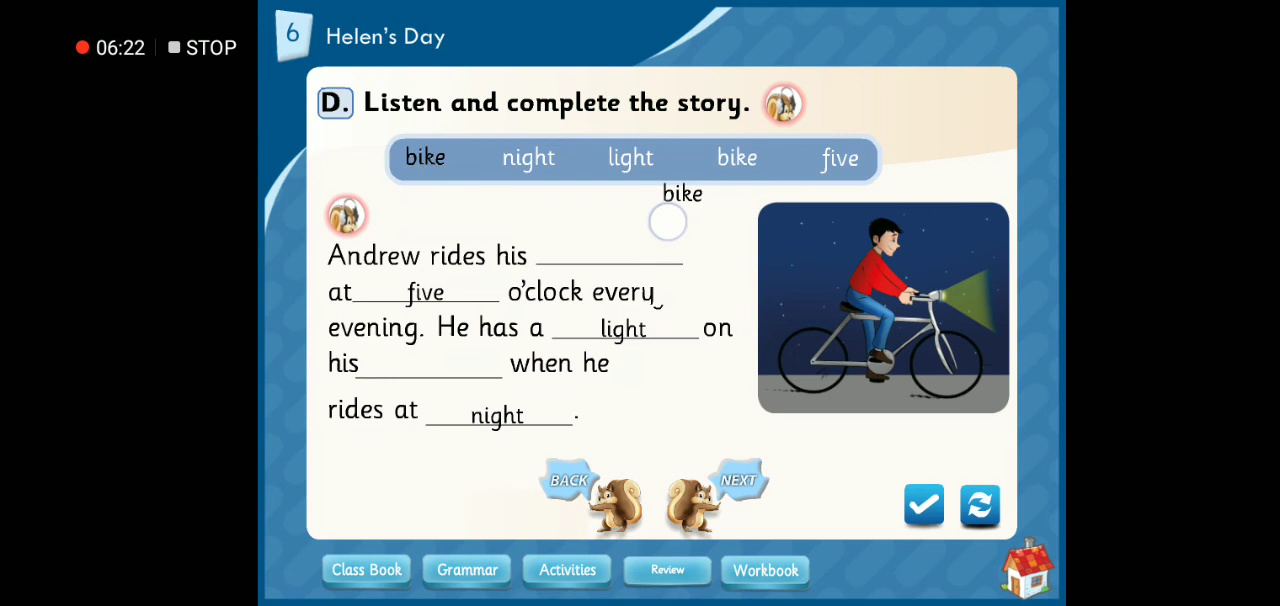 06:22 STOP
6 Helen's Day
D. Listen and complete the story.
bike night light bike five
bike
Andrew rides his ___________
at five o'clock every
evening. He has a light on
his___________ when he
rides at night.
BACK NEXT
Class Book Grammar Activities Review Workbook